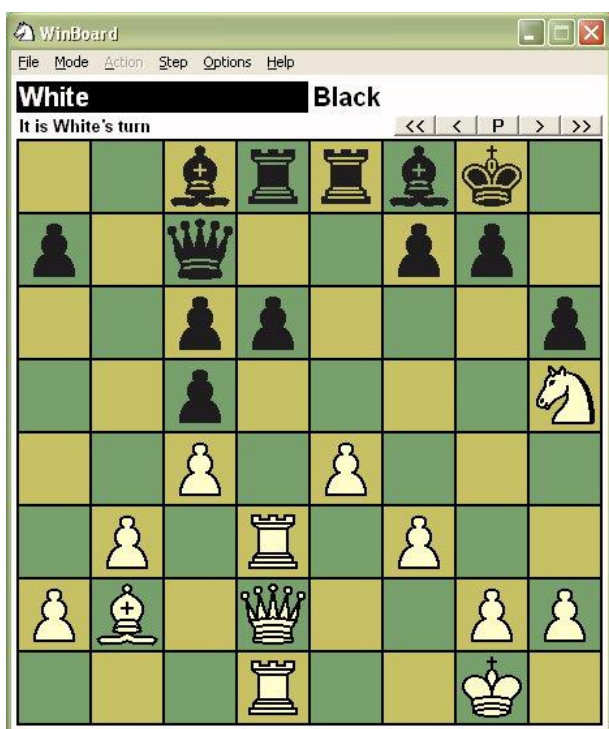 WinBoard
File Mode Action Step Options Help
White Black
It is White's turn << < P > >>